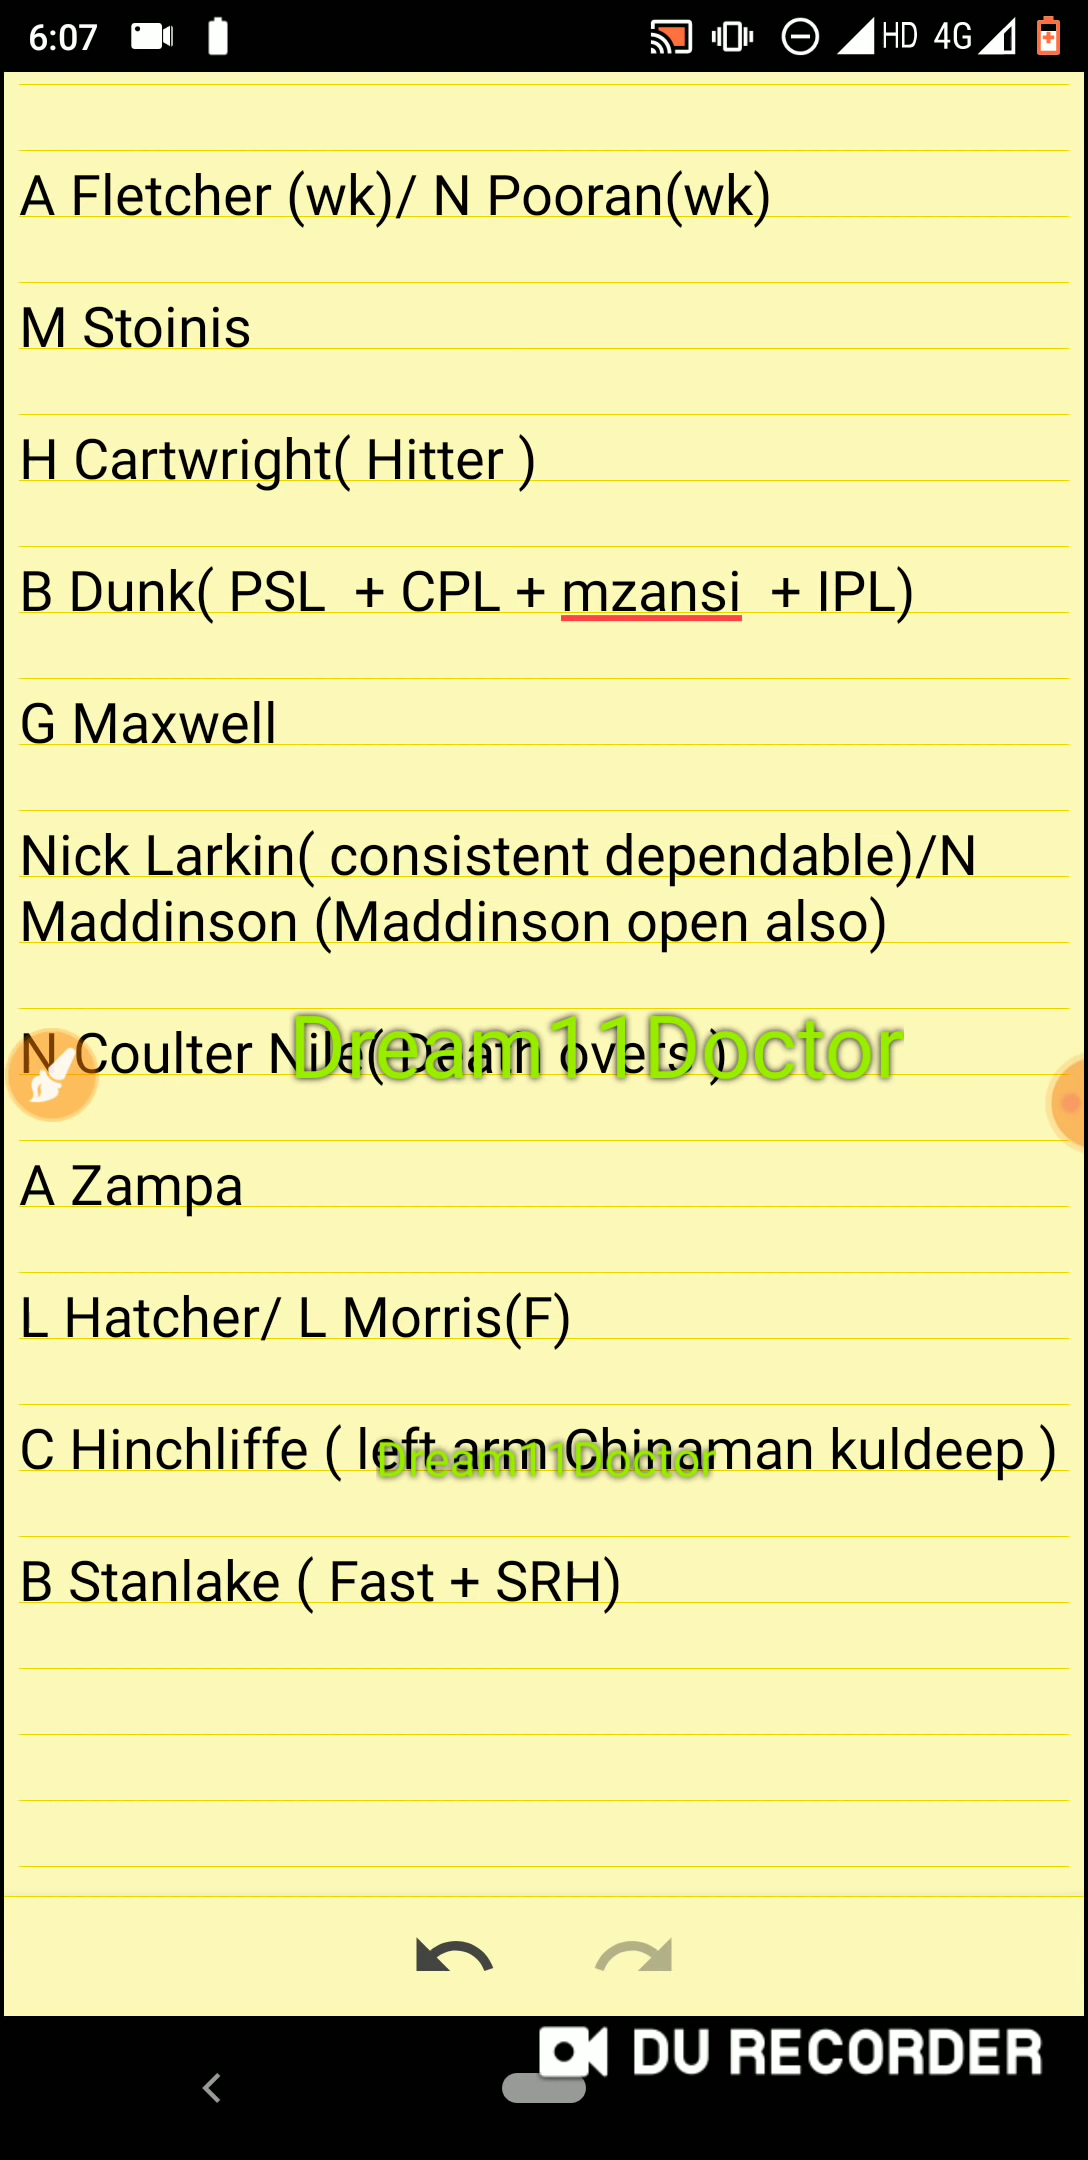 6:07 HD 4G
A Fletcher (wk)/ N Pooran(wk)
M Stoinis
H Cartwright( Hitter )
B Dunk( PSL + CPL + mzansi + IPL)
G Maxwell
Nick Larkin( consistent dependable)/N
Maddinson (Maddinson open also)
N Coulter Nile( Death overs )
Dream11Doctor
A Zampa
L Hatcher/ L Morris(F)
C Hinchliffe ( left arm Chinaman kuldeep )
Dream11Doctor
B Stanlake ( Fast + SRH)
DU RECORDER